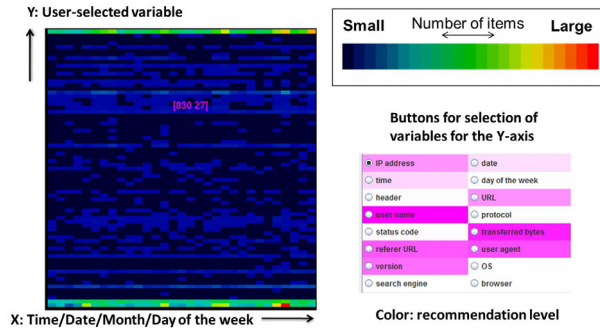 Y: User-selected variable
[830 27]
X: Time/Date/Month/Day of the week
Small
Number of items
Large
Buttons for selection of
variables for the Y-axis
IP address
date
time
day of the week
header
URL
user name
protocol
status code
transferred bytes
referer URL
user agent
version
OS
search engine
browser
Color: recommendation level